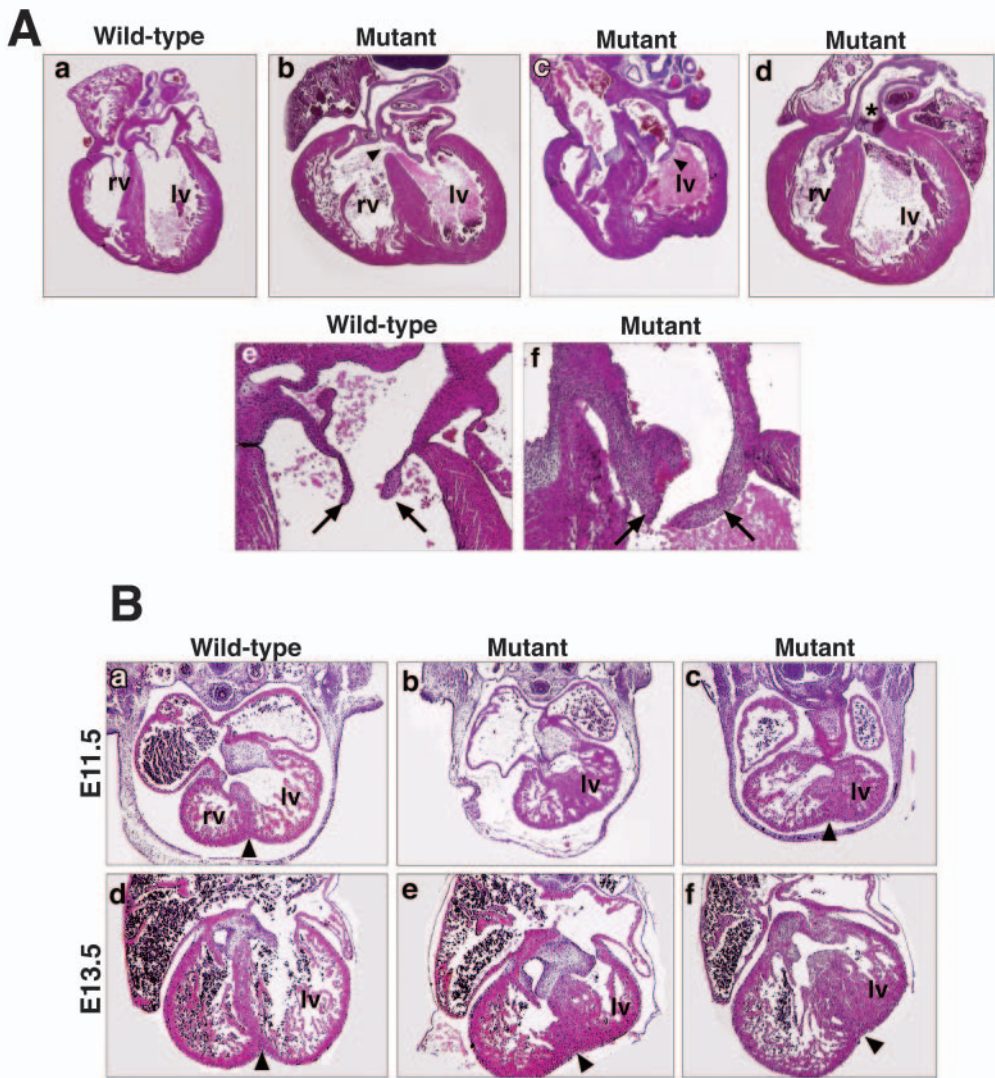 A
Wild-type Mutant Mutant Mutant
a b c d
rv lv rv lv lv * rv lv
Wild-type Mutant
e f
B
Wild-type Mutant Mutant
E11.5
a b c
rv lv lv lv
E13.5
d e f
lv lv lv